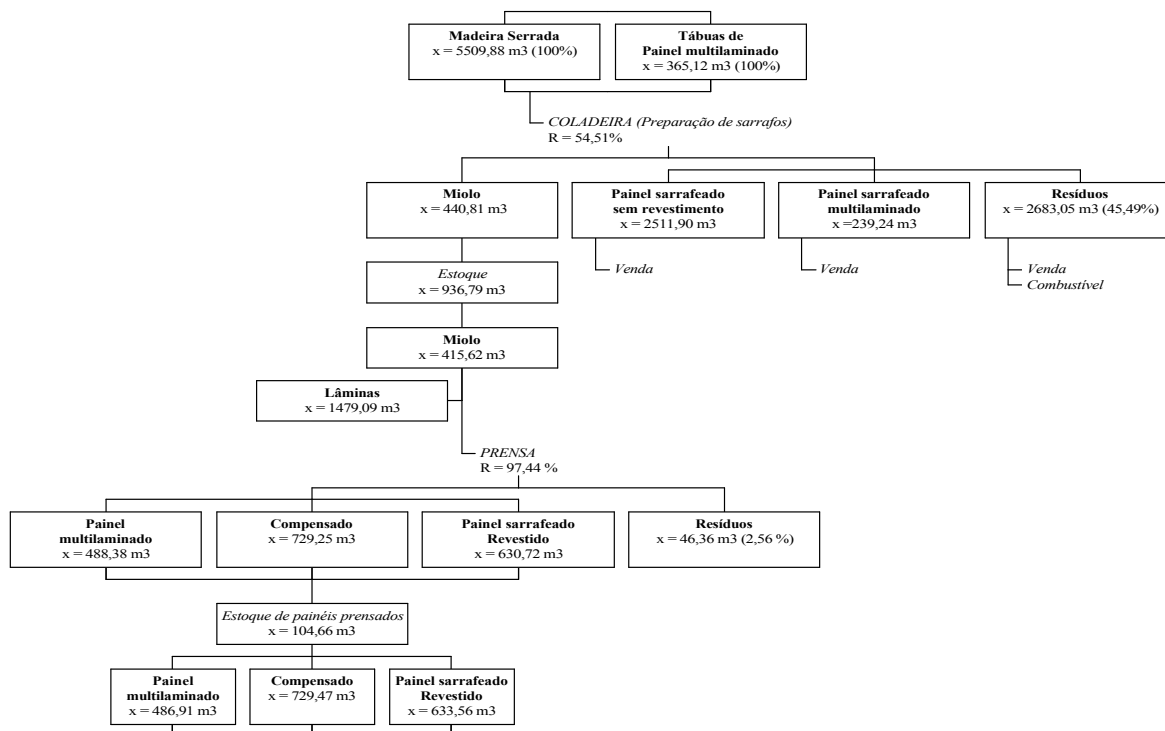 Madeira Serrada
x = 5509,88 m3 (100%)
Tábuas de
Painel multilaminado
x = 365,12 m3 (100%)
COLADEIRA (Preparação de sarrafos)
R = 54,51%
Miolo
x = 440,81 m3
Painel sarrafeado
sem revestimento
x = 2511,90 m3
Painel sarrafeado
multilaminado
x =239,24 m3
Resíduos
x = 2683,05 m3 (45,49%)
Venda
Venda
Venda
Combustível
Estoque
x = 936,79 m3
Miolo
x = 415,62 m3
Lâminas
x = 1479,09 m3
PRENSA
R = 97,44 %
Painel
multilaminado
x = 488,38 m3
Compensado
x = 729,25 m3
Painel sarrafeado
Revestido
x = 630,72 m3
Resíduos
x = 46,36 m3 (2,56 %)
Estoque de painéis prensados
x = 104,66 m3
Painel
multilaminado
x = 486,91 m3
Compensado
x = 729,47 m3
Painel sarrafeado
Revestido
x = 633,56 m3